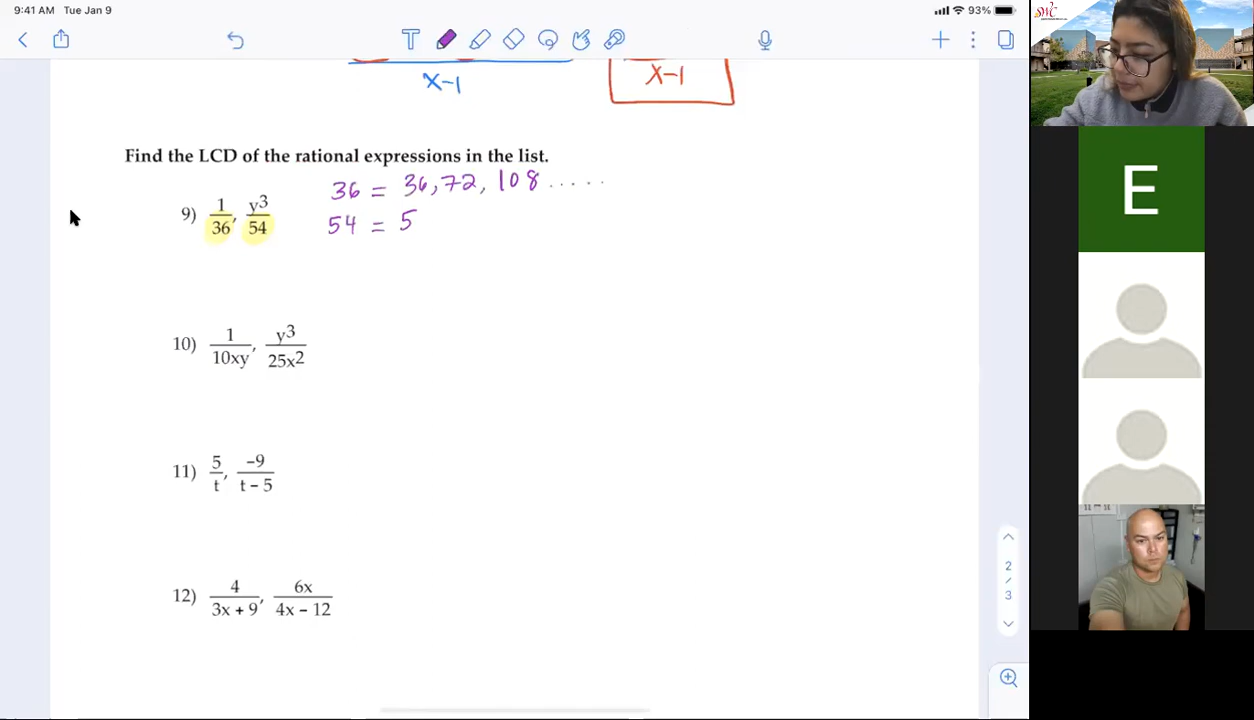 9:41 AM Tue Jan 9
93%
SWC
T
x-1
x-1
Find the LCD of the rational expressions in the list.
9) 1/36, y³/54
36 = 36, 72, 108 . . . . .
54 = 5
10) 1/10xy, y³/25x²
11) 5/t, -9/t – 5
12) 4/3x + 9, 6x/4x – 12
2
/
3
E